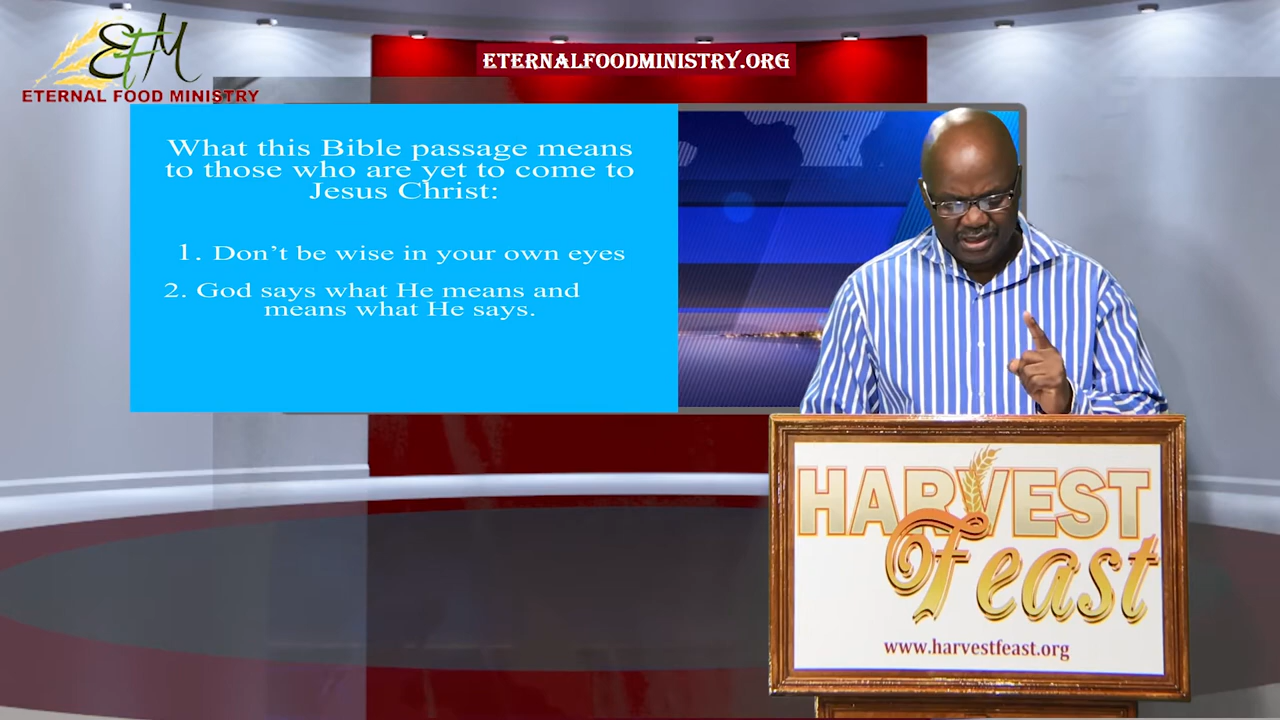 EFM
ETERNAL FOOD MINISTRY
ETERNALFOODMINISTRY.ORG
What this Bible passage means
to those who are yet to come to
Jesus Christ:
1. Don’t be wise in your own eyes
2. God says what He means and
means what He says.
HARVEST
Feast
www.harvestfeast.org